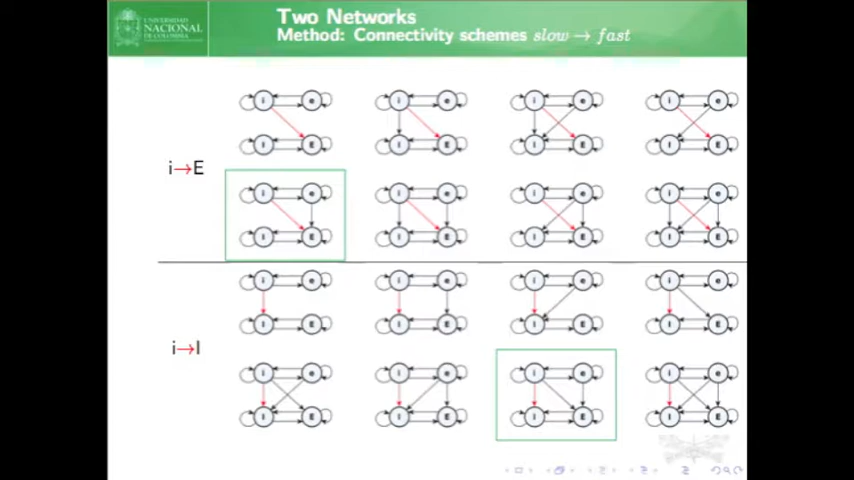 UNIVERSIDAD
NACIONAL
DE COLOMBIA
Two Networks
Method: Connectivity schemes slow → fast
i e i e i e i e
I E I E I E I E
i→E
i e i e i e i e
I E I E I E I E
i e i e i e i e
I E I E I E I E
i→I
i e i e i e i e
I E I E I E I E